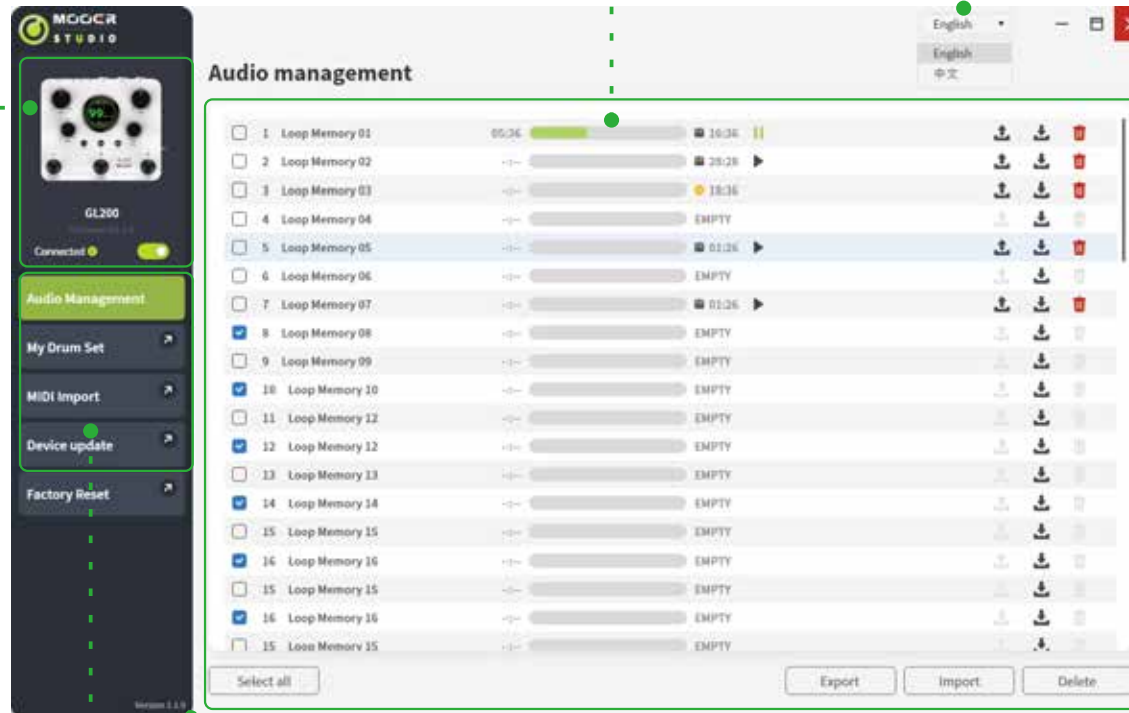 MOOER
STUDIO
English
English
中文
Audio management
GL200
Connected
Audio Management
My Drum Set
MIDI Import
Device update
Factory Reset
1 Loop Memory 01 05:36 16:36
2 Loop Memory 02 --:-- 28:28
3 Loop Memory 03 --:-- 18:36
4 Loop Memory 04 --:-- EMPTY
5 Loop Memory 05 --:-- 01:26
6 Loop Memory 06 --:-- EMPTY
7 Loop Memory 07 --:-- 01:26
8 Loop Memory 08 --:-- EMPTY
9 Loop Memory 09 --:-- EMPTY
10 Loop Memory 10 --:-- EMPTY
11 Loop Memory 12 --:-- EMPTY
12 Loop Memory 12 --:-- EMPTY
13 Loop Memory 13 --:-- EMPTY
14 Loop Memory 14 --:-- EMPTY
15 Loop Memory 15 --:-- EMPTY
16 Loop Memory 16 --:-- EMPTY
15 Loop Memory 15 --:-- EMPTY
16 Loop Memory 16 --:-- EMPTY
15 Loop Memory 15 --:-- EMPTY
Select all
Export
Import
Delete
Version 1.1.0